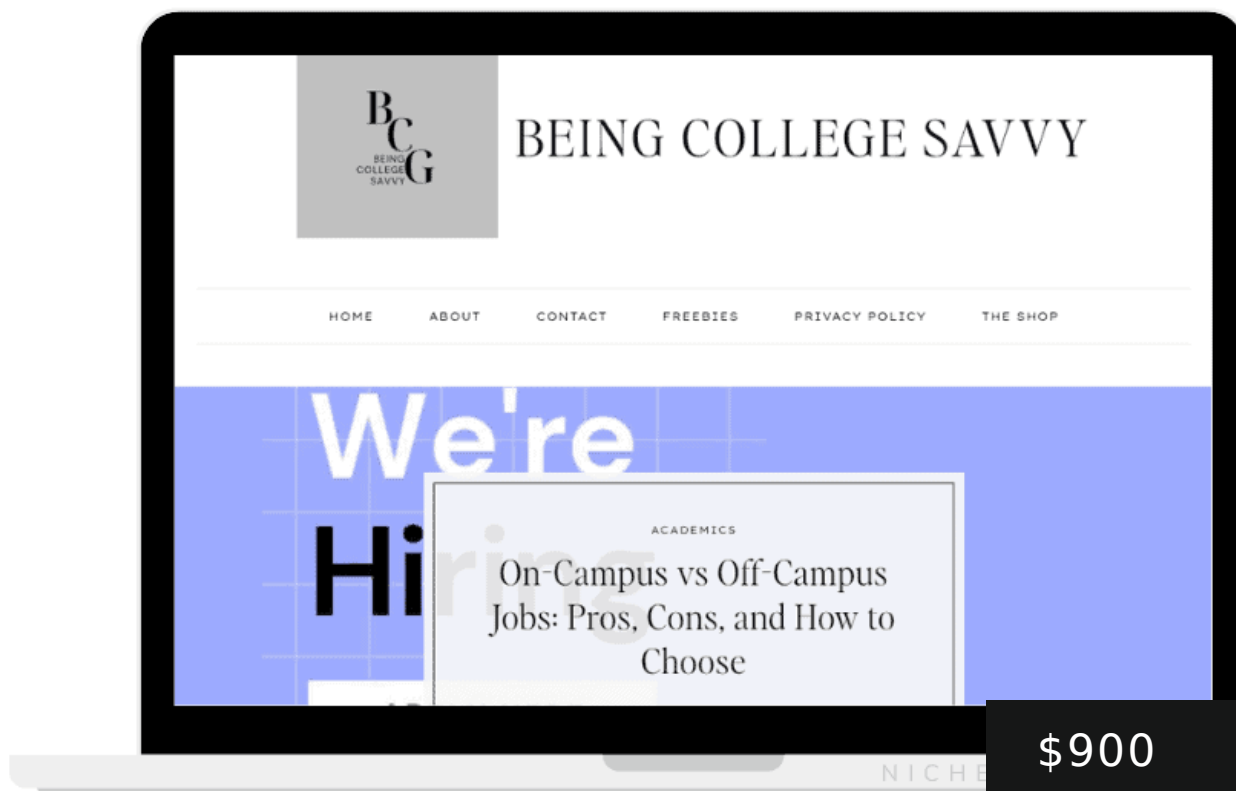 B
C
BEING
COLLEGE G
SAVVY
BEING COLLEGE SAVVY
HOME ABOUT CONTACT FREEBIES PRIVACY POLICY THE SHOP
We're
Hiring
ACADEMICS
On-Campus vs Off-Campus
Jobs: Pros, Cons, and How to
Choose
$900
NICHE